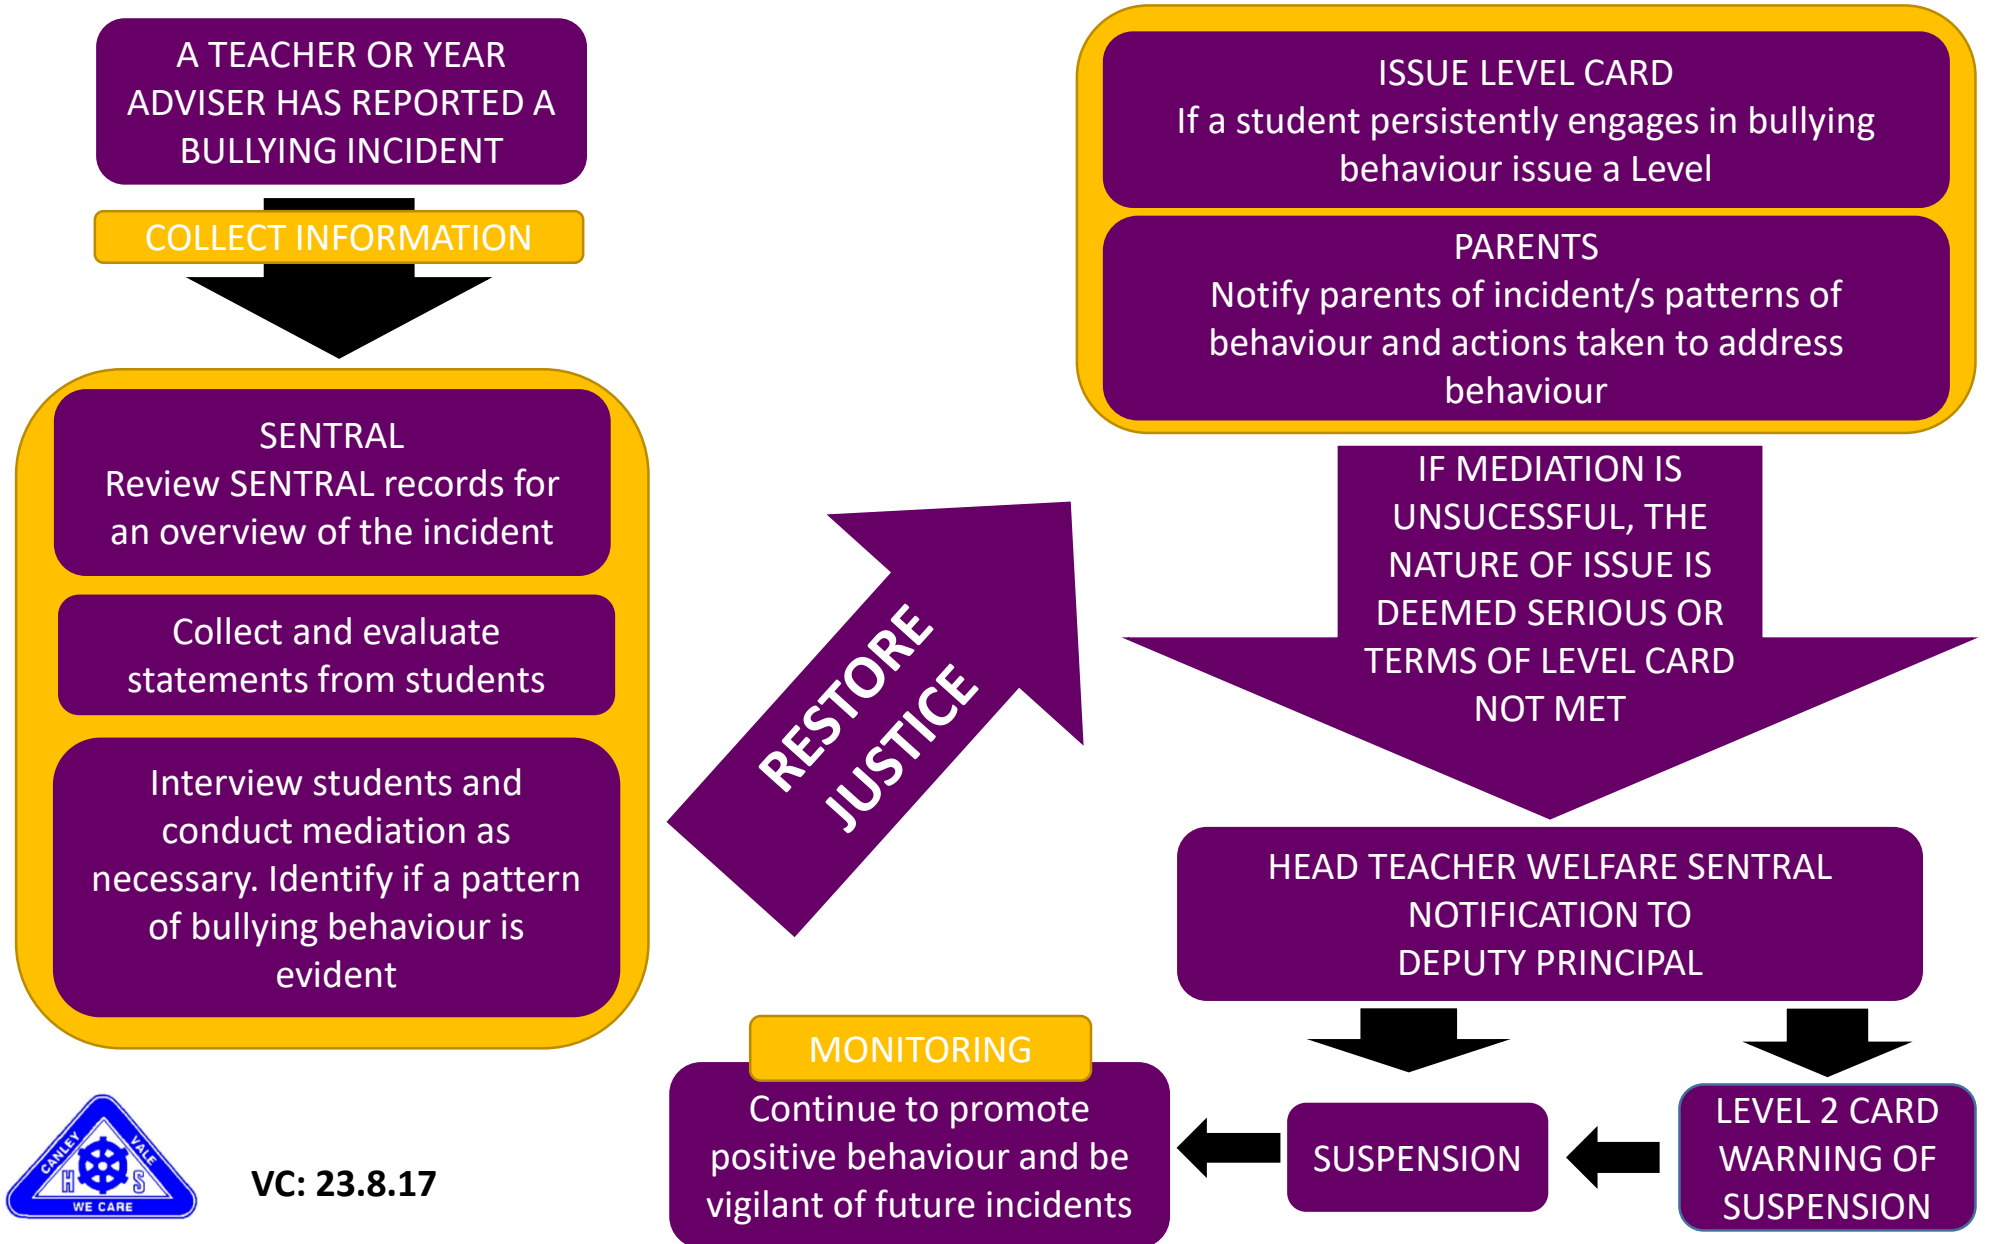 A TEACHER OR YEAR
ADVISER HAS REPORTED A
BULLYING INCIDENT
COLLECT INFORMATION
SENTRAL
Review SENTRAL records for
an overview of the incident
Collect and evaluate
statements from students
Interview students and
conduct mediation as
necessary. Identify if a pattern
of bullying behaviour is
evident
RESTORE
JUSTICE
ISSUE LEVEL CARD
If a student persistently engages in bullying
behaviour issue a Level
PARENTS
Notify parents of incident/s patterns of
behaviour and actions taken to address
behaviour
IF MEDIATION IS
UNSUCESSFUL, THE
NATURE OF ISSUE IS
DEEMED SERIOUS OR
TERMS OF LEVEL CARD
NOT MET
HEAD TEACHER WELFARE SENTRAL
NOTIFICATION TO
DEPUTY PRINCIPAL
LEVEL 2 CARD
WARNING OF
SUSPENSION
SUSPENSION
MONITORING
Continue to promote
positive behaviour and be
vigilant of future incidents
CANLEY VALE
H S
WE CARE
VC: 23.8.17